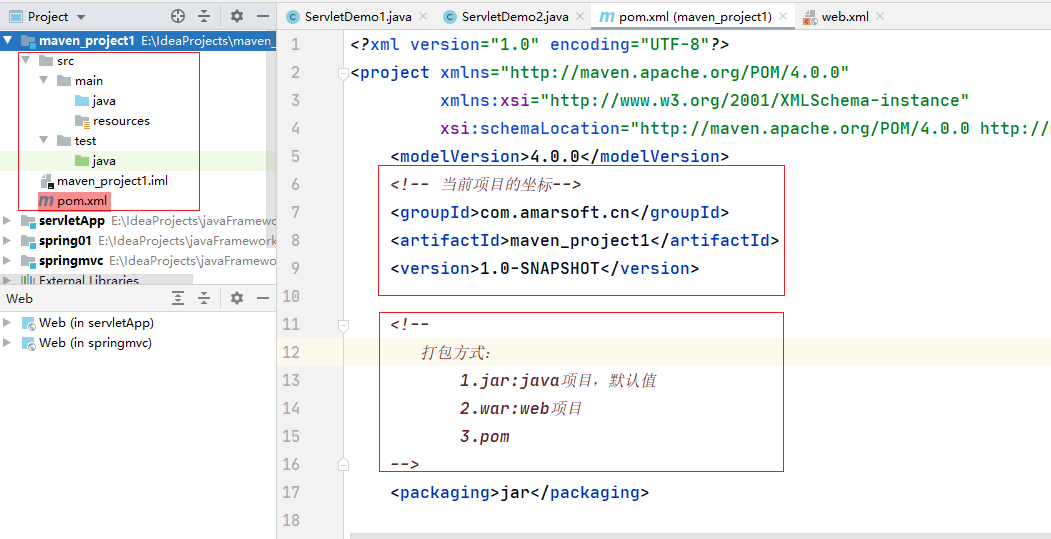 Project
maven_project1 E:\IdeaProjects\maven_
src
main
java
resources
test
java
maven_project1.iml
pom.xml
servletApp E:\IdeaProjects\javaFramewo
spring01 E:\IdeaProjects\javaFramework
springmvc E:\IdeaProjects\javaFramewo
External Libraries
Web
Web (in servletApp)
Web (in springmvc)
ServletDemo1.java
ServletDemo2.java
pom.xml (maven_project1)
web.xml
1 <?xml version="1.0" encoding="UTF-8"?>
2 <project xmlns="http://maven.apache.org/POM/4.0.0"
3 xmlns:xsi="http://www.w3.org/2001/XMLSchema-instance"
4 xsi:schemaLocation="http://maven.apache.org/POM/4.0.0 http://m
5 <modelVersion>4.0.0</modelVersion>
6 <!-- 当前项目的坐标-->
7 <groupId>com.amarsoft.cn</groupId>
8 <artifactId>maven_project1</artifactId>
9 <version>1.0-SNAPSHOT</version>
10
11 <!--
12 打包方式：
13 1.jar:java项目，默认值
14 2.war:web项目
15 3.pom
16 -->
17 <packaging>jar</packaging>
18